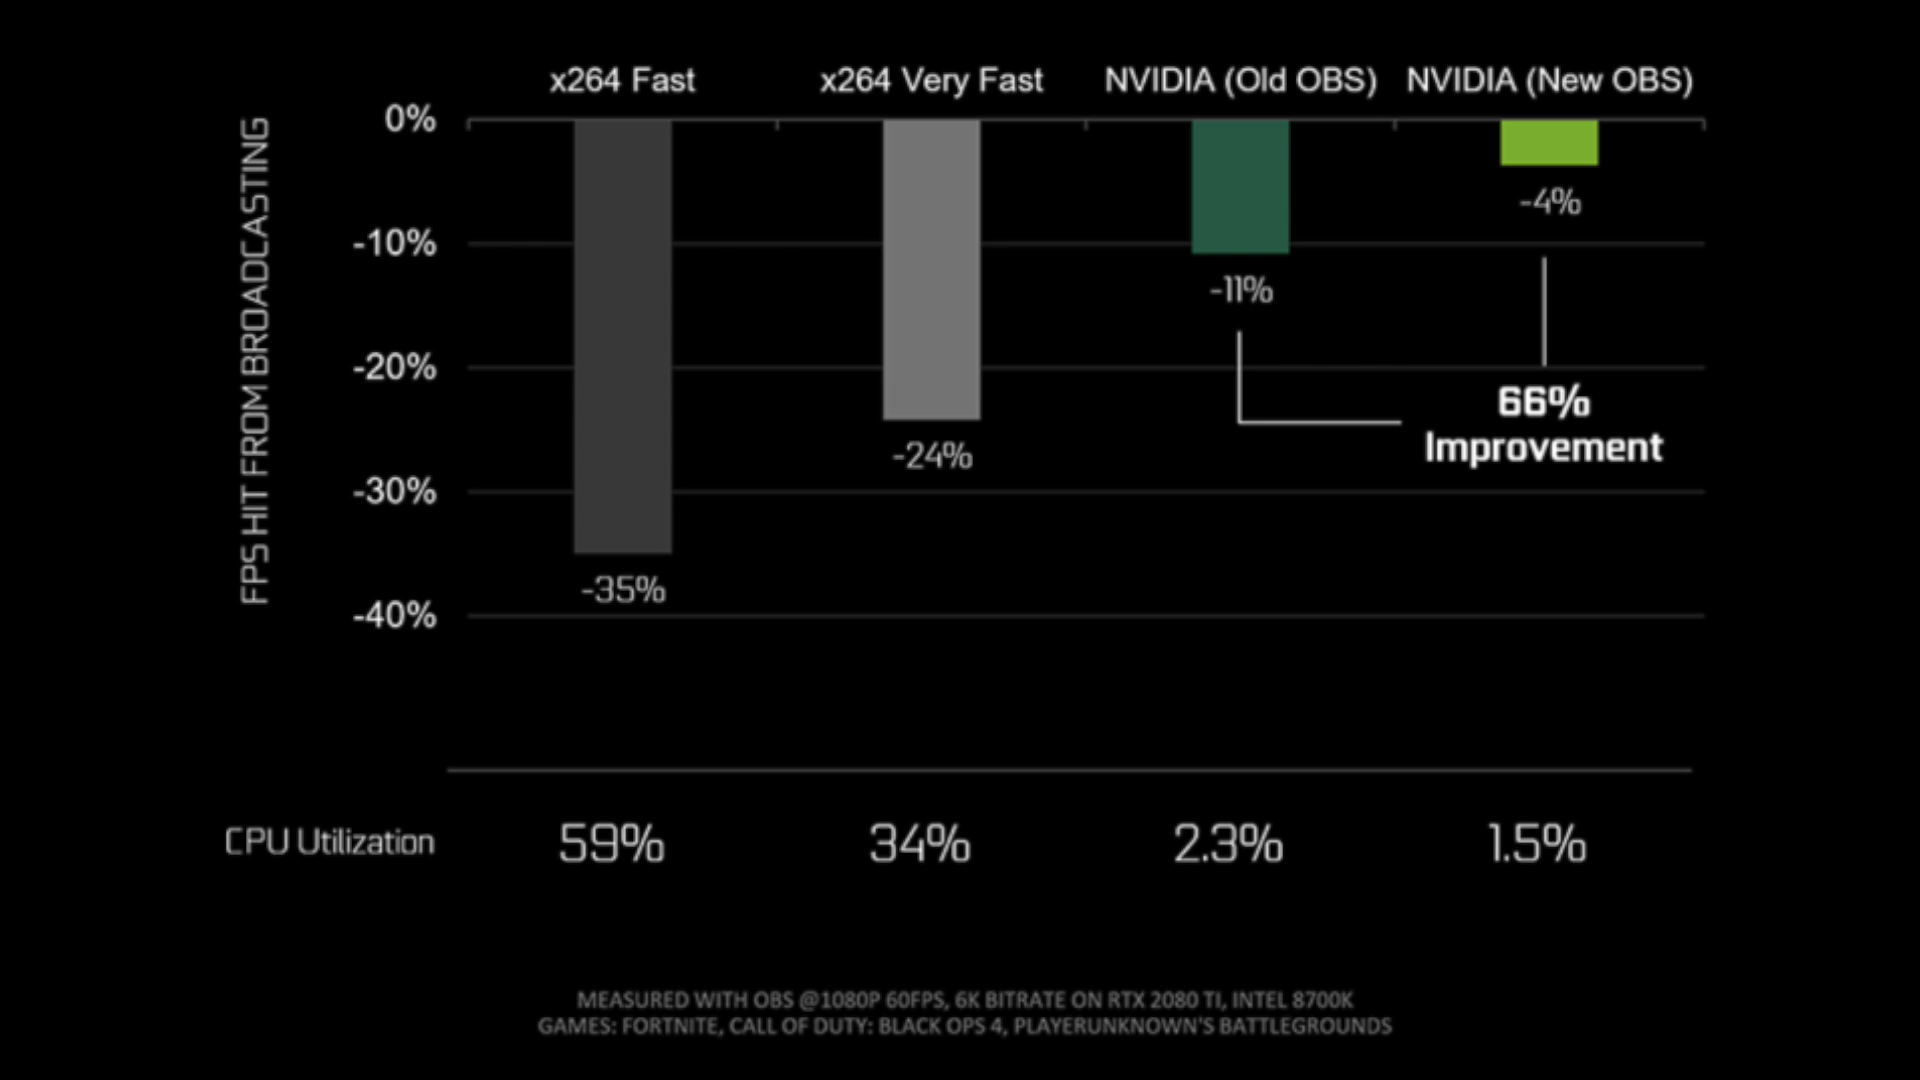 x264 Fast
x264 Very Fast
NVIDIA (Old OBS)
NVIDIA (New OBS)
FPS HIT FROM BROADCASTING
0%
-10%
-20%
-30%
-40%
-35%
-24%
-11%
-4%
66%
Improvement
CPU Utilization
59%
34%
2.3%
1.5%
MEASURED WITH OBS @1080P 60FPS, 6K BITRATE ON RTX 2080 TI, INTEL 8700K
GAMES: FORTNITE, CALL OF DUTY: BLACK OPS 4, PLAYERUNKNOWN'S BATTLEGROUNDS